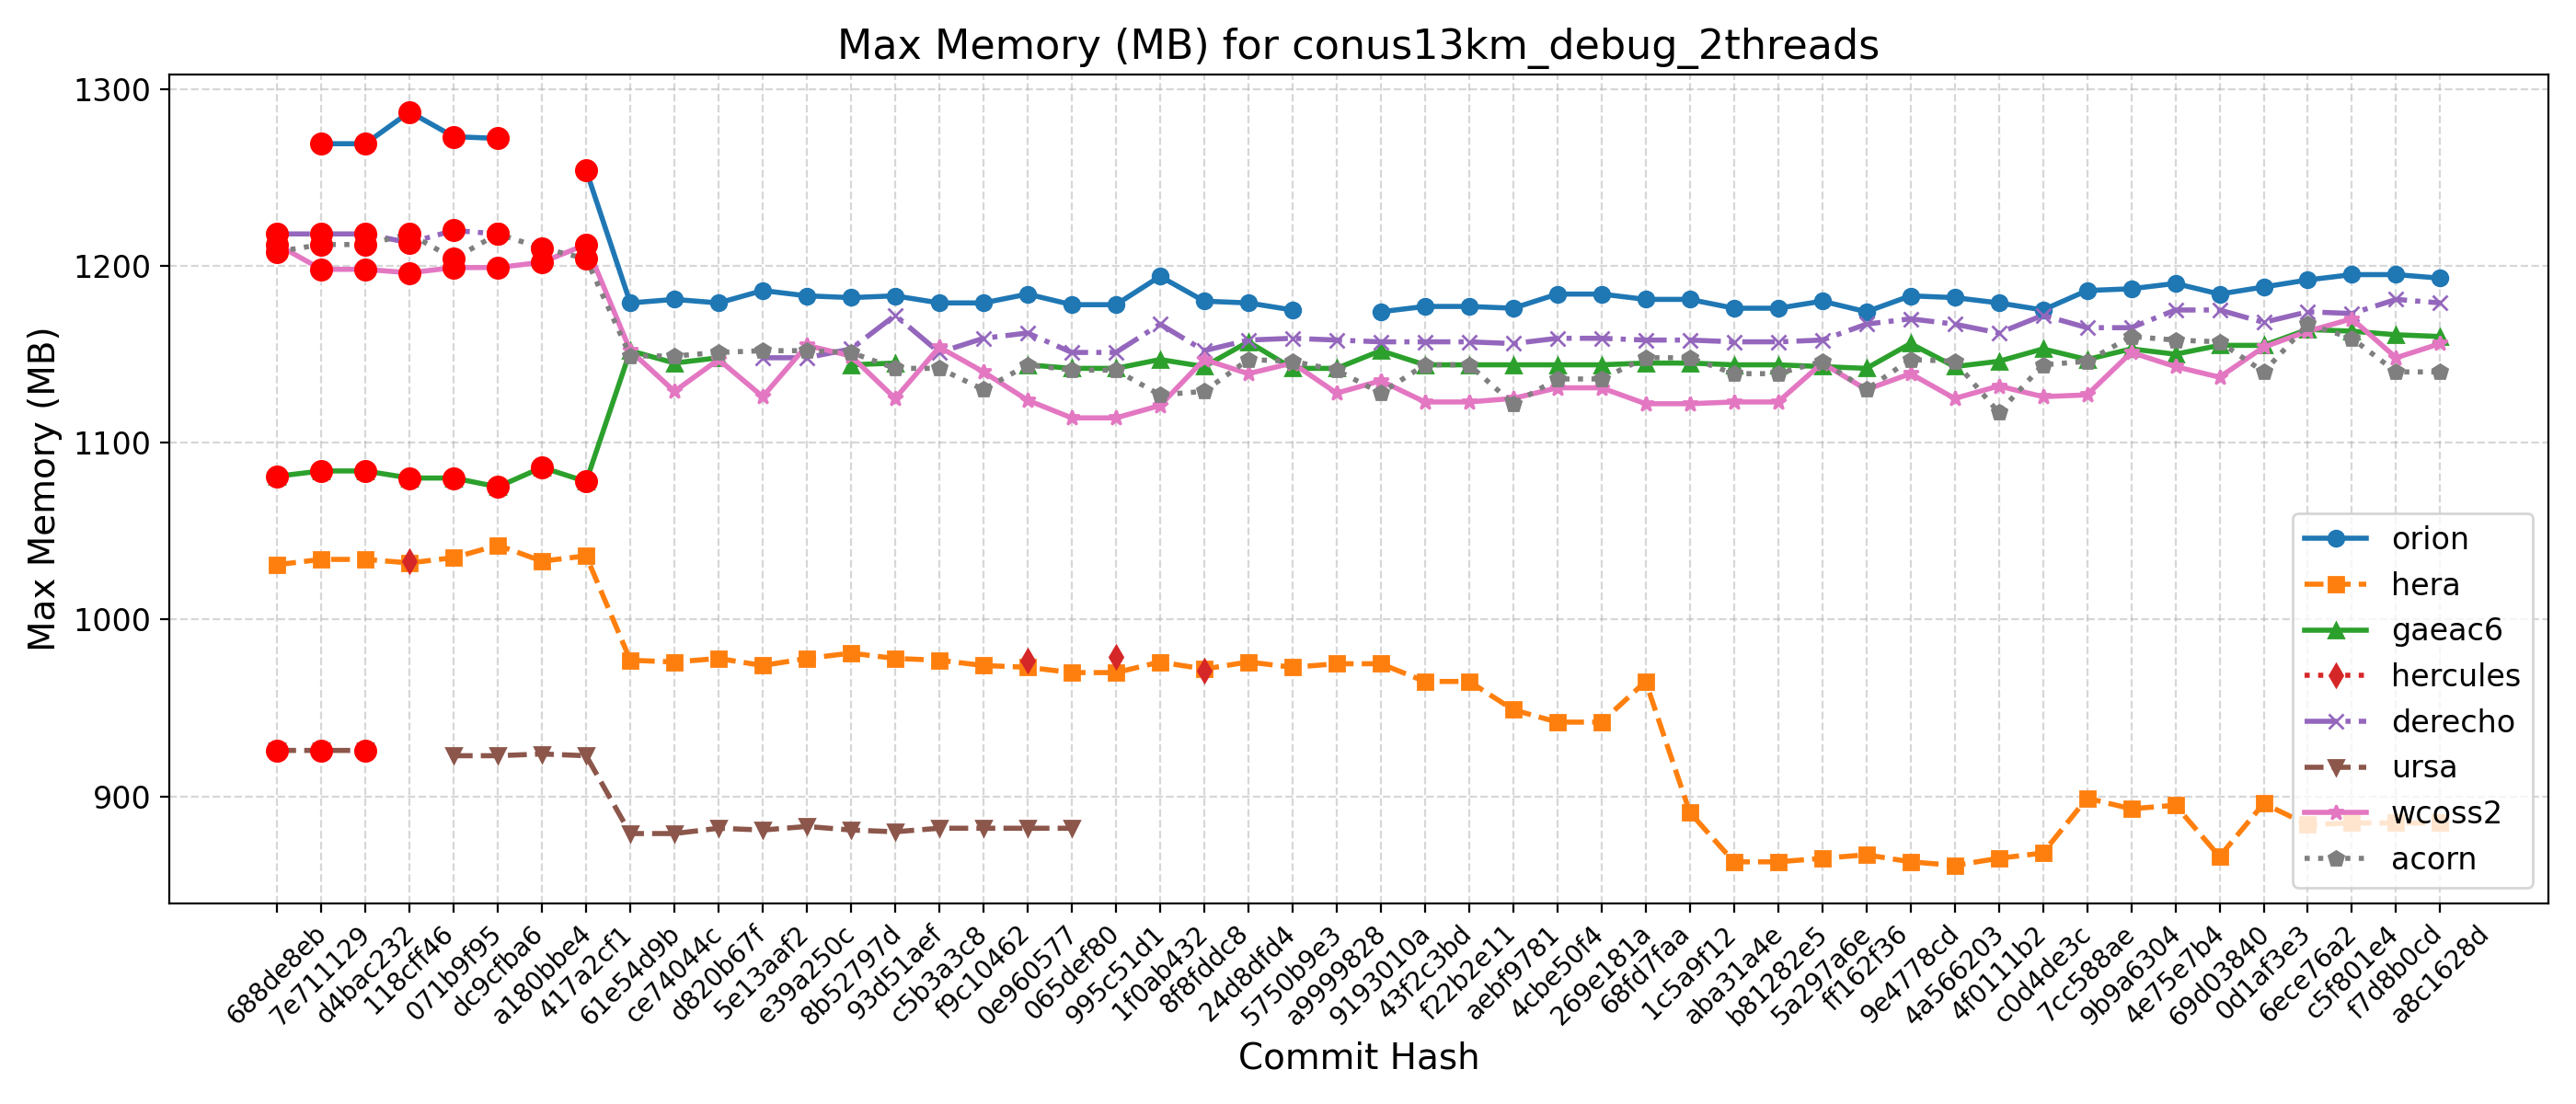 Max Memory (MB) for conus13km_debug_2threads
Max Memory (MB)
1300
1200
1100
1000
900
orion
hera
gaeac6
hercules
derecho
ursa
wcoss2
acorn
688de8eb
7e711129
d4bac232
118cff46
071b9f95
dc9cfba6
a180bbe4
417a2cf1
61e54d9b
ce74044c
d820b67f
5e13aaf2
e39a250c
8b52797d
93d51aef
c5b3a3c8
f9c10462
0e960577
065def80
995c51d1
1f0ab432
8f8fddc8
24d8dfd4
5750b9e3
a9999828
9193010a
43f2c3bd
f22b2e11
aebf9781
4cbe50f4
269e181a
68fd7faa
1c5a9f12
aba31a4e
b81282e5
5a297a6e
ff162f36
9e4778cd
4a566203
4f0111b2
c0d4de3c
7cc588ae
9b9a6304
4e75e7b4
69d03840
0d1af3e3
6ece76a2
c5f801e4
f7d8b0cd
a8c1628d
Commit Hash